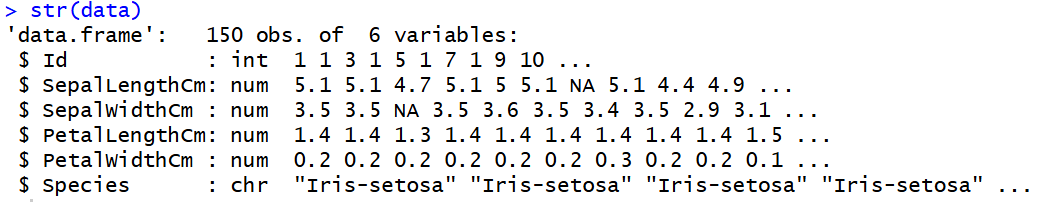 > str(data)
'data.frame':   150 obs. of  6 variables:
 $ Id           : int  1 1 3 1 5 1 7 1 9 10 ...
 $ SepalLengthCm: num  5.1 5.1 4.7 5.1 5 5.1 NA 5.1 4.4 4.9 ...
 $ SepalWidthCm : num  3.5 3.5 NA 3.5 3.6 3.5 3.4 3.5 2.9 3.1 ...
 $ PetalLengthCm: num  1.4 1.4 1.3 1.4 1.4 1.4 1.4 1.4 1.4 1.5 ...
 $ PetalWidthCm : num  0.2 0.2 0.2 0.2 0.2 0.2 0.3 0.2 0.2 0.1 ...
 $ Species      : chr  "Iris-setosa" "Iris-setosa" "Iris-setosa" "Iris-setosa" ...